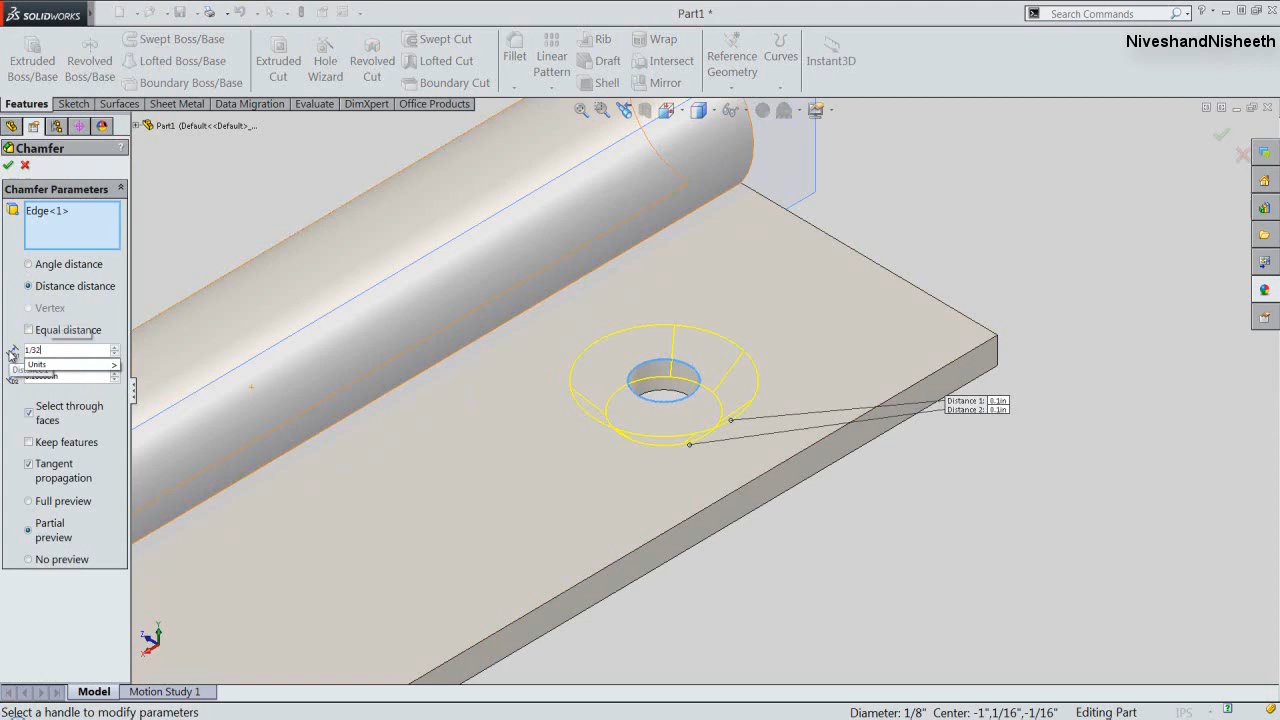 SOLIDWORKS
Part1 *
Search Commands
NiveshandNisheeth
Extruded Boss/Base
Revolved Boss/Base
Swept Boss/Base
Lofted Boss/Base
Boundary Boss/Base
Extruded Cut
Hole Wizard
Revolved Cut
Swept Cut
Lofted Cut
Boundary Cut
Fillet
Linear Pattern
Rib
Draft
Shell
Wrap
Intersect
Mirror
Reference Geometry
Curves
Instant3D
Features Sketch Surfaces Sheet Metal Data Migration Evaluate DimXpert Office Products
Part1 (Default<<Default>_...
Chamfer ?
Chamfer Parameters
Edge<1>
Angle distance
Distance distance
Vertex
Equal distance
1/32
Units >
Select through
faces
Keep features
Tangent
propagation
Full preview
Partial
preview
No preview
Distance 1: 0.1in
Distance 2: 0.1in
Y
Z
X
Model Motion Study 1
Select a handle to modify parameters
Diameter: 1/8" Center: -1",1/16",-1/16"
Editing Part
IPS